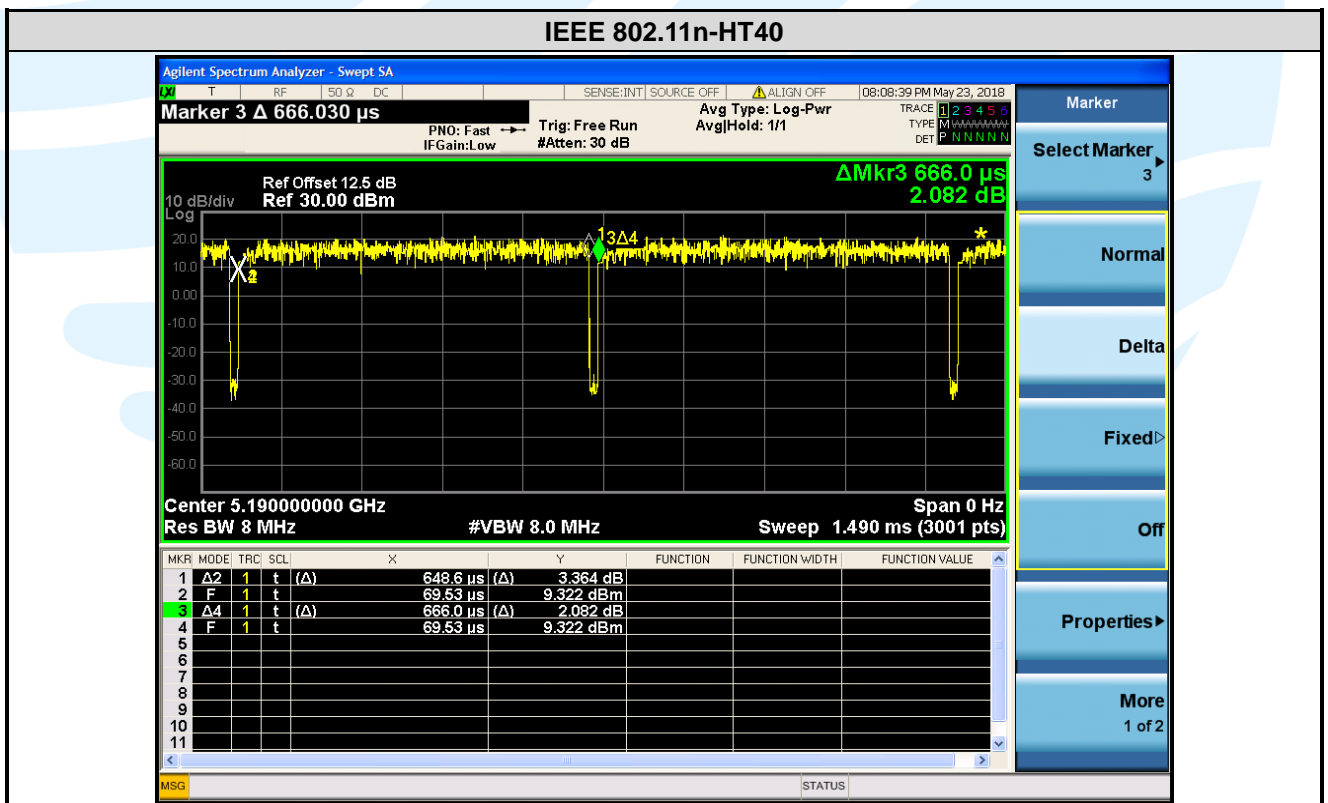 IEEE 802.11n-HT40
Agilent Spectrum Analyzer - Swept SA
LXI T RF 50 Ω DC SENSE:INT SOURCE OFF ALIGN OFF 08:08:39 PM May 23, 2018
Marker 3 Δ 666.030 µs
PNO: Fast
IFGain:Low
Trig: Free Run
#Atten: 30 dB
Avg Type: Log-Pwr
Avg|Hold: 1/1
TRACE 1 2 3 4 5 6
TYPE M WWWWW
DET P N N N N N
Ref Offset 12.5 dB
Ref 30.00 dBm
10 dB/div
Log
ΔMkr3 666.0 µs
2.082 dB
20.0
10.0
0.00
-10.0
-20.0
-30.0
-40.0
-50.0
-60.0
1 3Δ4
*
Center 5.190000000 GHz Span 0 Hz
Res BW 8 MHz #VBW 8.0 MHz Sweep 1.490 ms (3001 pts)
MKR MODE TRC SCL X Y FUNCTION FUNCTION WIDTH FUNCTION VALUE
1 Δ2 1 t (Δ) 648.6 µs (Δ) 3.364 dB
2 F 1 t 69.53 µs 9.322 dBm
3 Δ4 1 t (Δ) 666.0 µs (Δ) 2.082 dB
4 F 1 t 69.53 µs 9.322 dBm
5
6
7
8
9
10
11
MSG STATUS
Marker
Select Marker
3
Normal
Delta
Fixed
Off
Properties
More
1 of 2